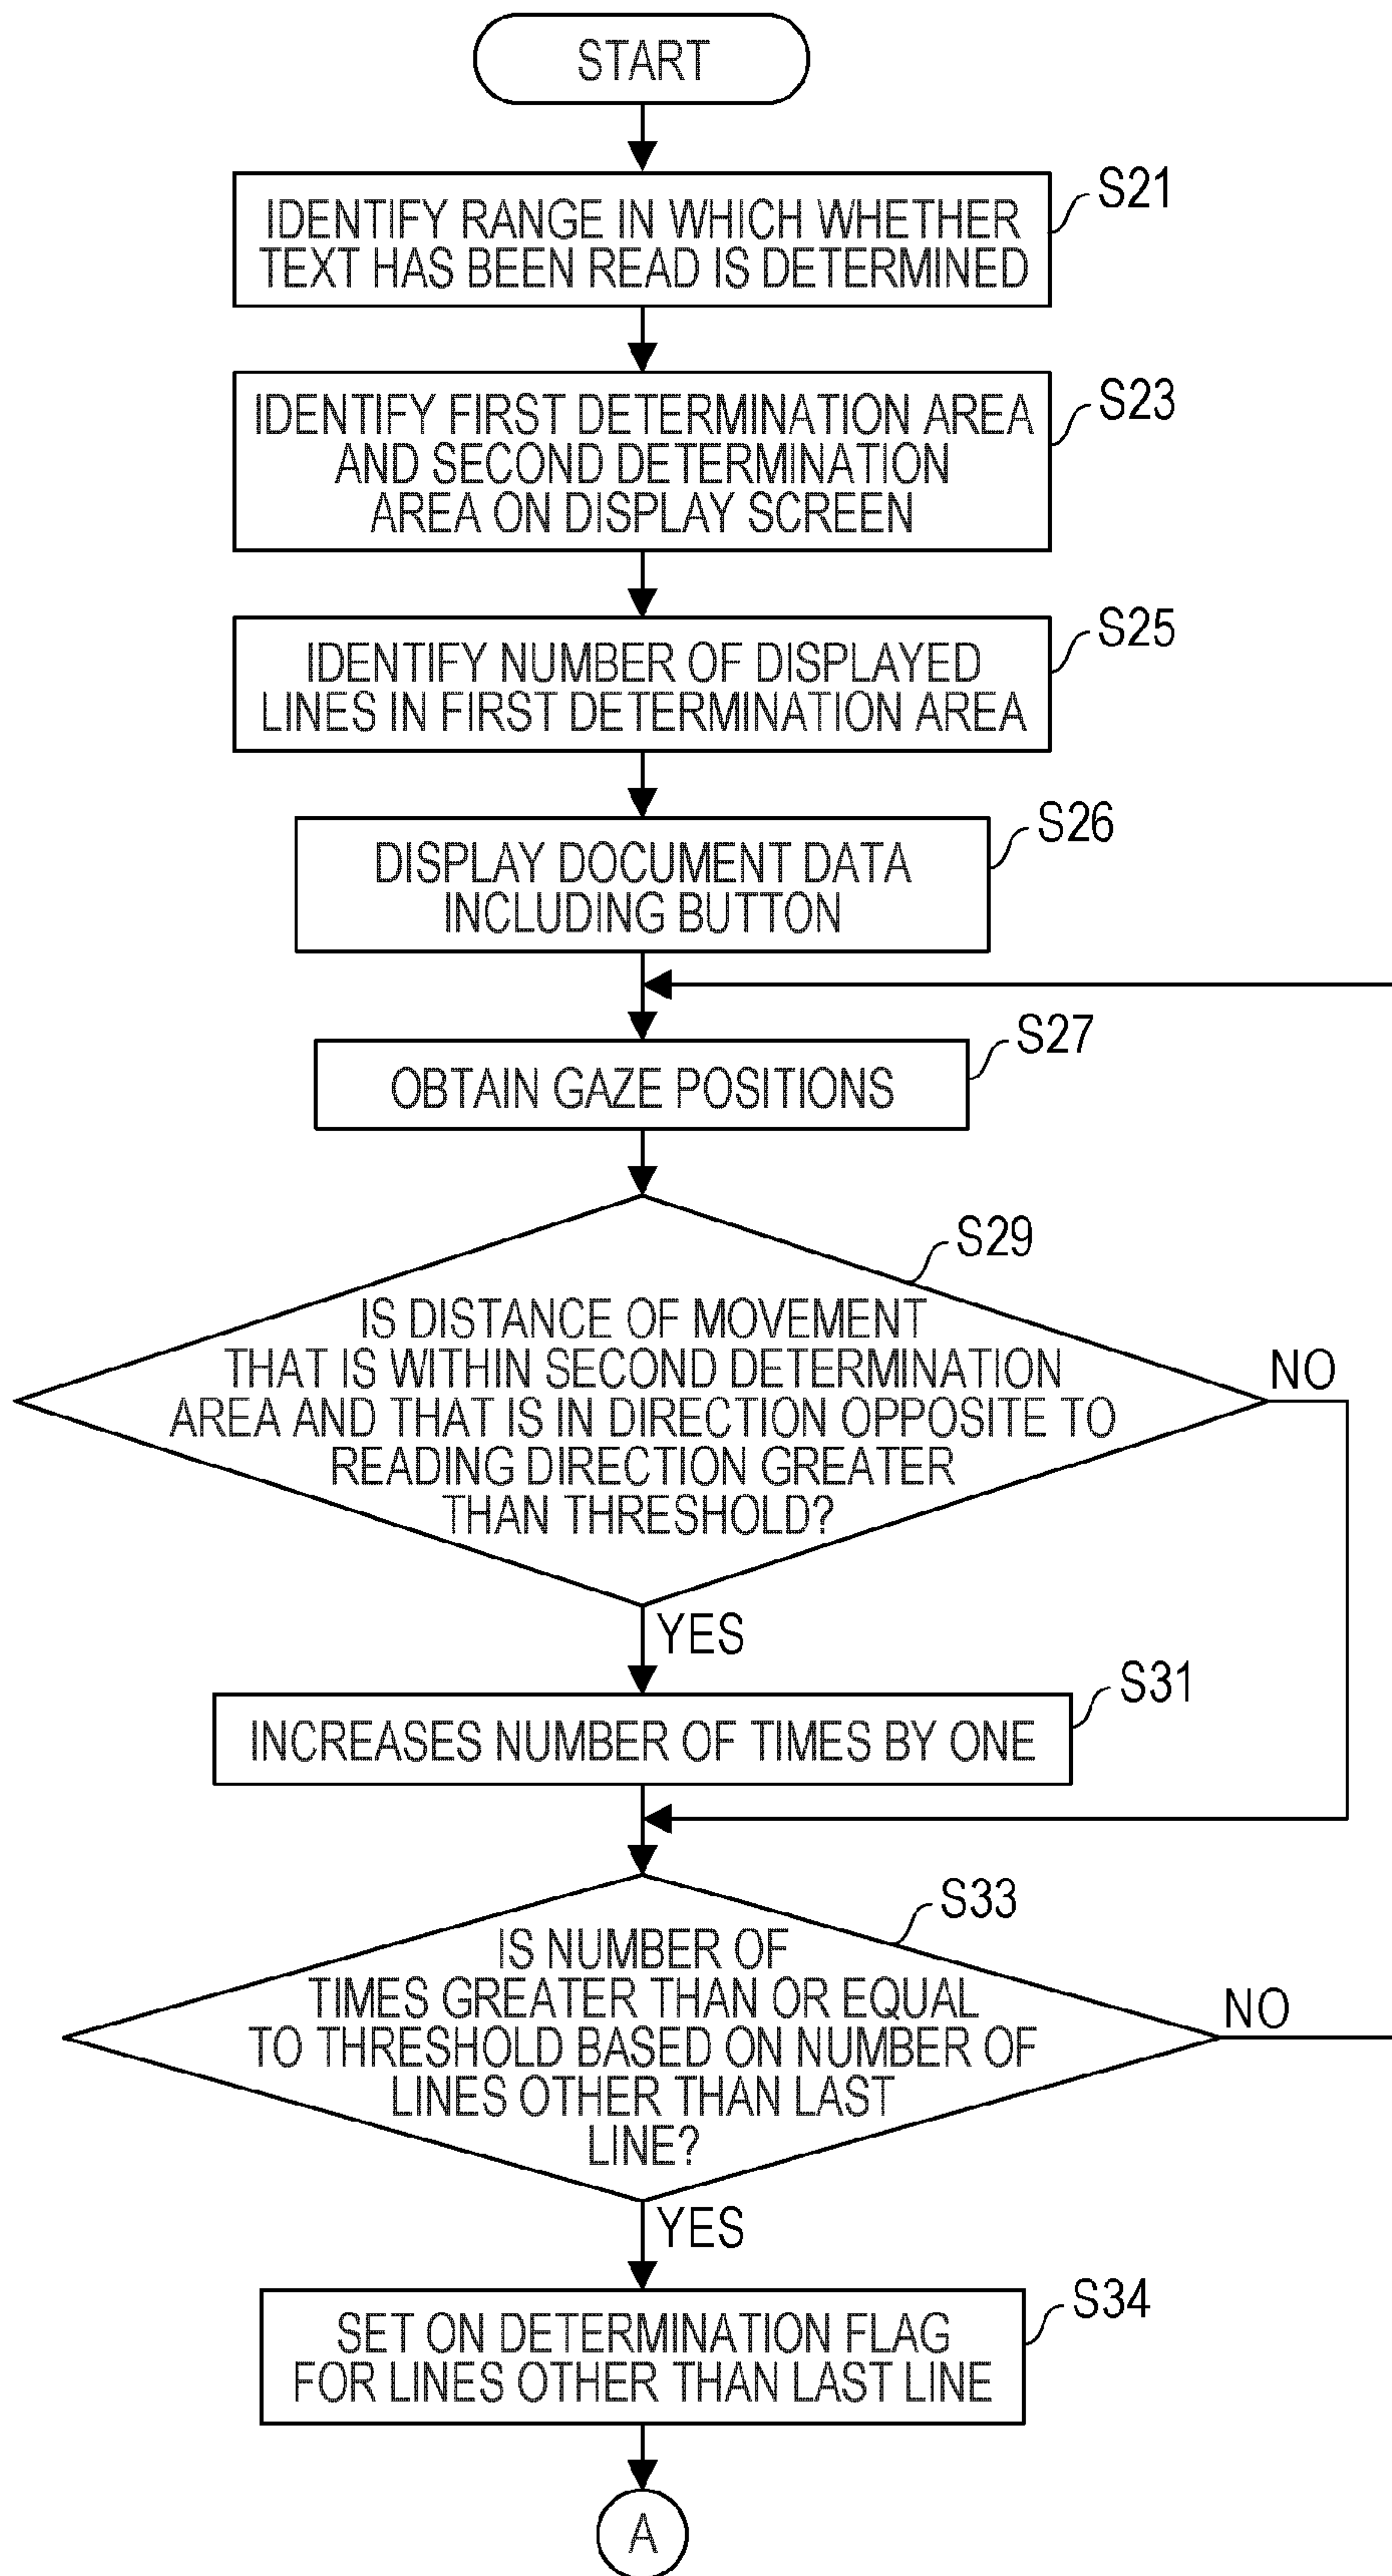 START
S21
IDENTIFY RANGE IN WHICH WHETHER
TEXT HAS BEEN READ IS DETERMINED
S23
IDENTIFY FIRST DETERMINATION AREA
AND SECOND DETERMINATION
AREA ON DISPLAY SCREEN
S25
IDENTIFY NUMBER OF DISPLAYED
LINES IN FIRST DETERMINATION AREA
S26
DISPLAY DOCUMENT DATA
INCLUDING BUTTON
S27
OBTAIN GAZE POSITIONS
S29
IS DISTANCE OF MOVEMENT
THAT IS WITHIN SECOND DETERMINATION
AREA AND THAT IS IN DIRECTION OPPOSITE TO
READING DIRECTION GREATER
THAN THRESHOLD?
NO
YES
S31
INCREASES NUMBER OF TIMES BY ONE
S33
IS NUMBER OF
TIMES GREATER THAN OR EQUAL
TO THRESHOLD BASED ON NUMBER OF
LINES OTHER THAN LAST
LINE?
NO
YES
S34
SET ON DETERMINATION FLAG
FOR LINES OTHER THAN LAST LINE
A